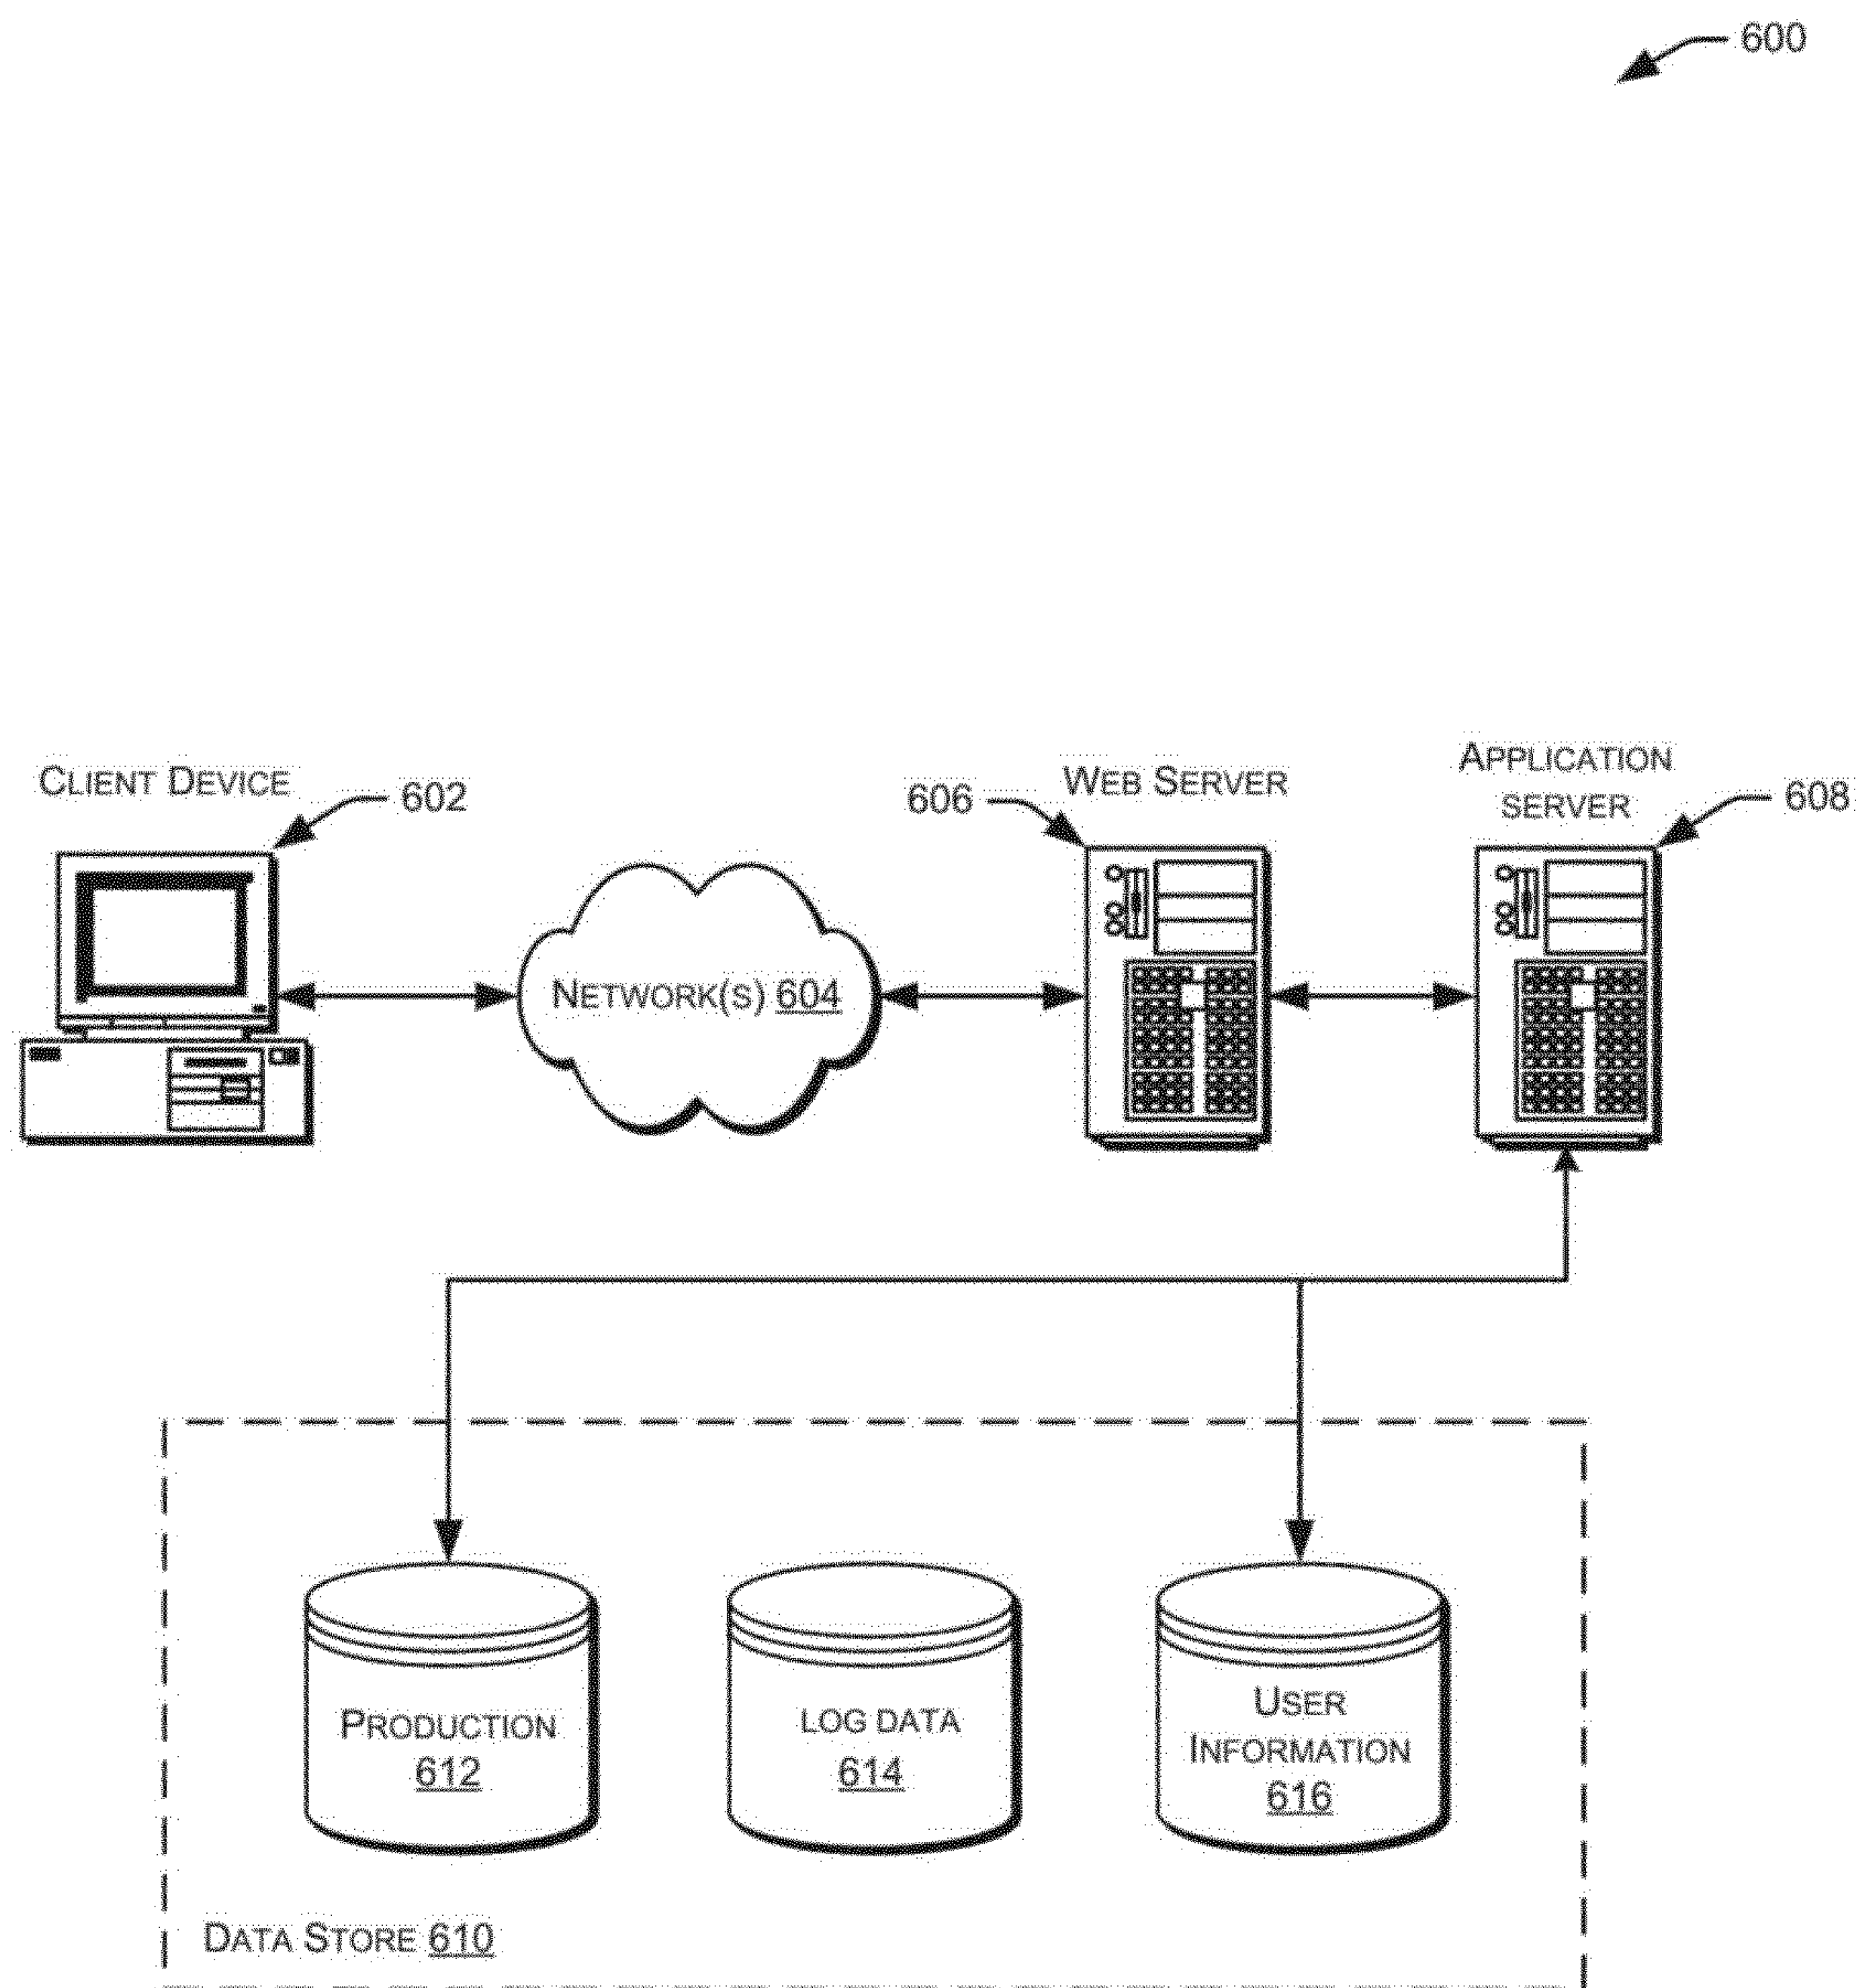 600
CLIENT DEVICE
602
606
WEB SERVER
APPLICATION
SERVER
608
NETWORK(S) 604
PRODUCTION
612
LOG DATA
614
USER
INFORMATION
616
DATA STORE 610